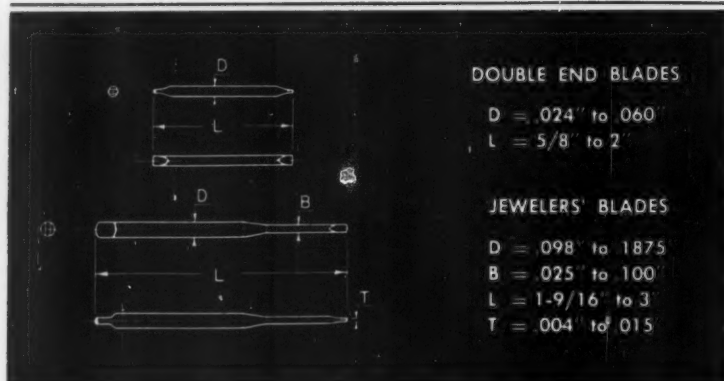 D
L
D
B
L
T
DOUBLE END BLADES
D = .024" to .060"
L = 5/8" to 2"
JEWELERS' BLADES
D = .098" to .1875"
B = .025" to .100"
L = 1-9/16" to 3"
T = .004" to .015"